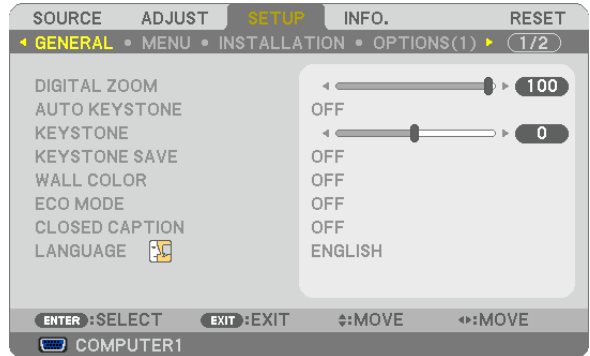 SOURCE ADJUST SETUP INFO. RESET
GENERAL • MENU • INSTALLATION • OPTIONS(1) 1/2
DIGITAL ZOOM 100
AUTO KEYSTONE OFF
KEYSTONE 0
KEYSTONE SAVE OFF
WALL COLOR OFF
ECO MODE OFF
CLOSED CAPTION OFF
LANGUAGE ENGLISH
ENTER :SELECT EXIT :EXIT :MOVE :MOVE
COMPUTER1